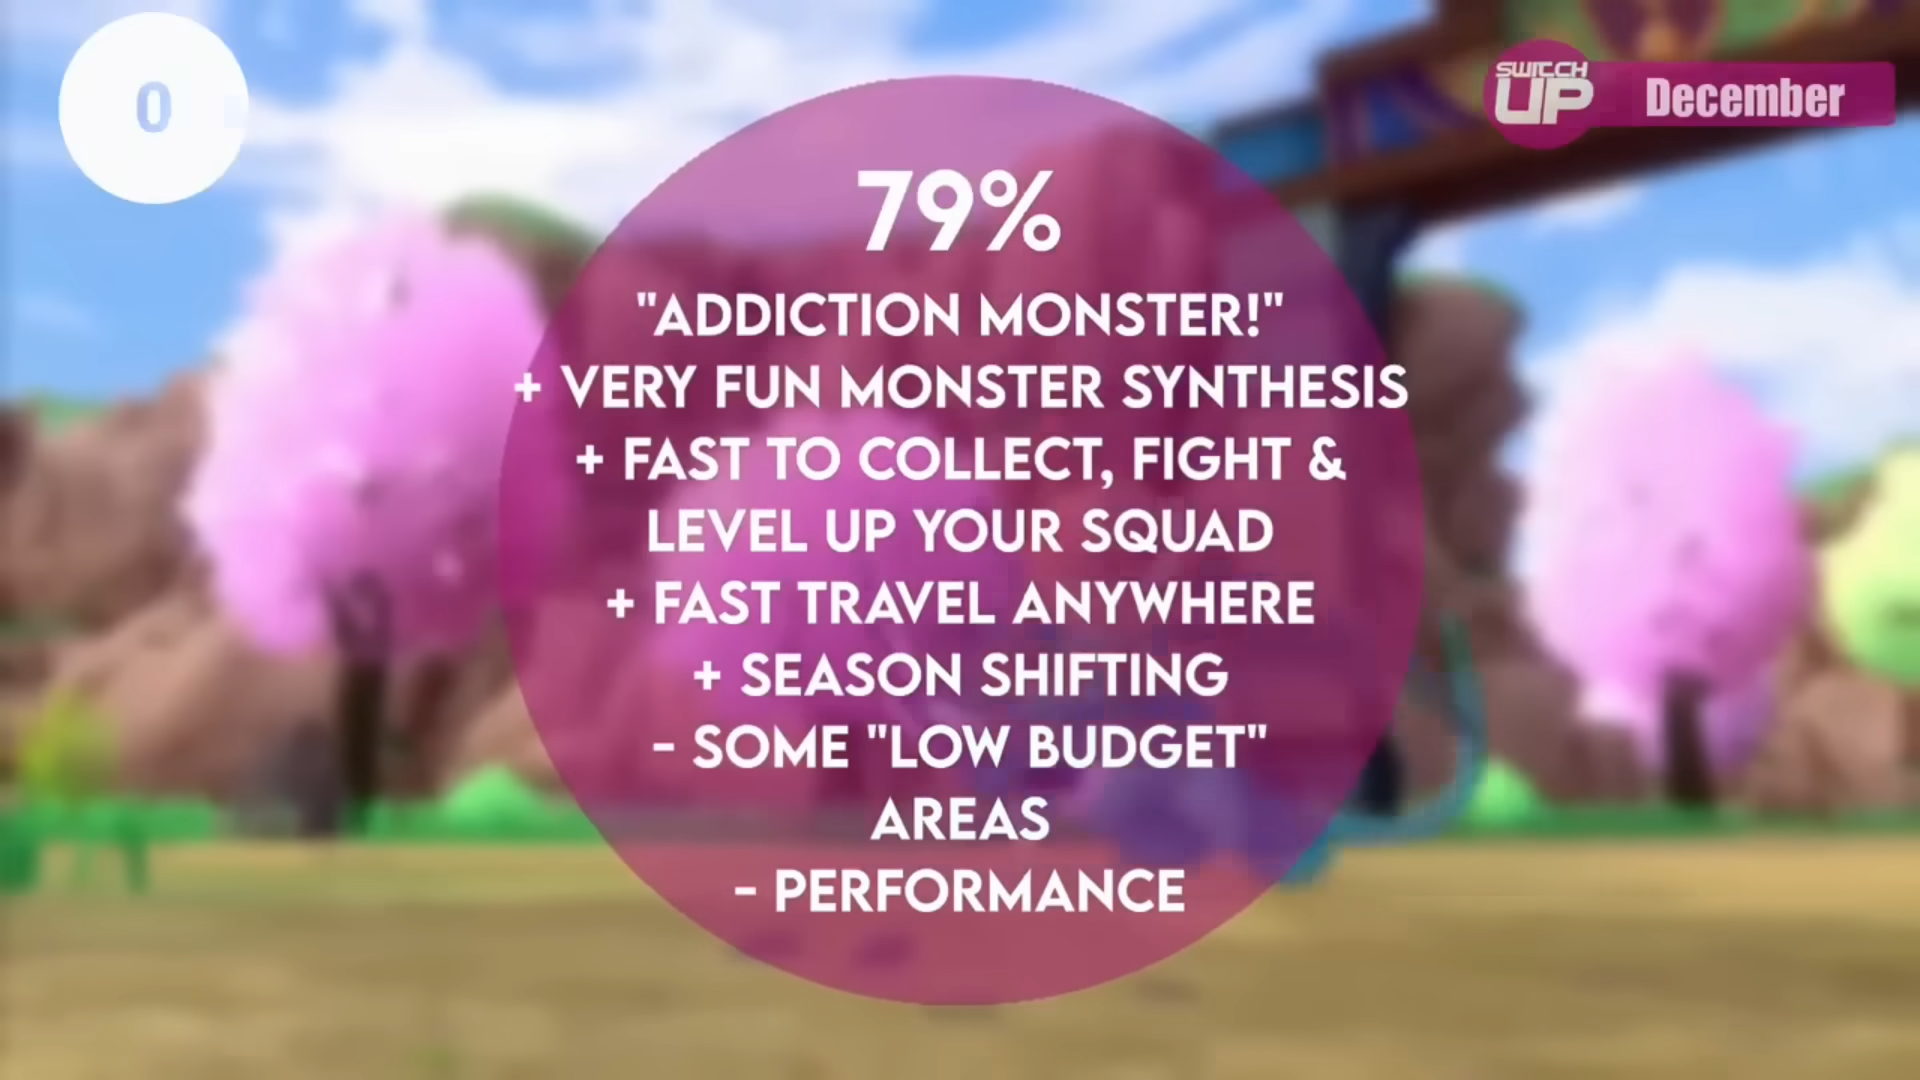 0
SWITCH
UP
December
79%
"ADDICTION MONSTER!"
+ VERY FUN MONSTER SYNTHESIS
+ FAST TO COLLECT, FIGHT &
LEVEL UP YOUR SQUAD
+ FAST TRAVEL ANYWHERE
+ SEASON SHIFTING
- SOME "LOW BUDGET"
AREAS
- PERFORMANCE